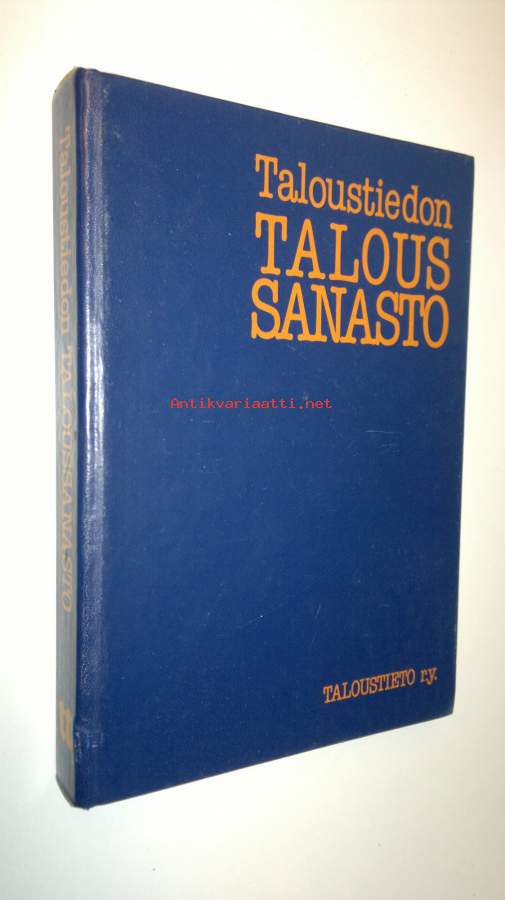 Taloustiedon
TALOUS
SANASTO
Antikvariaatti.net
TALOUSTIETO r.y.
Taloustiedon TALOUSSANASTO